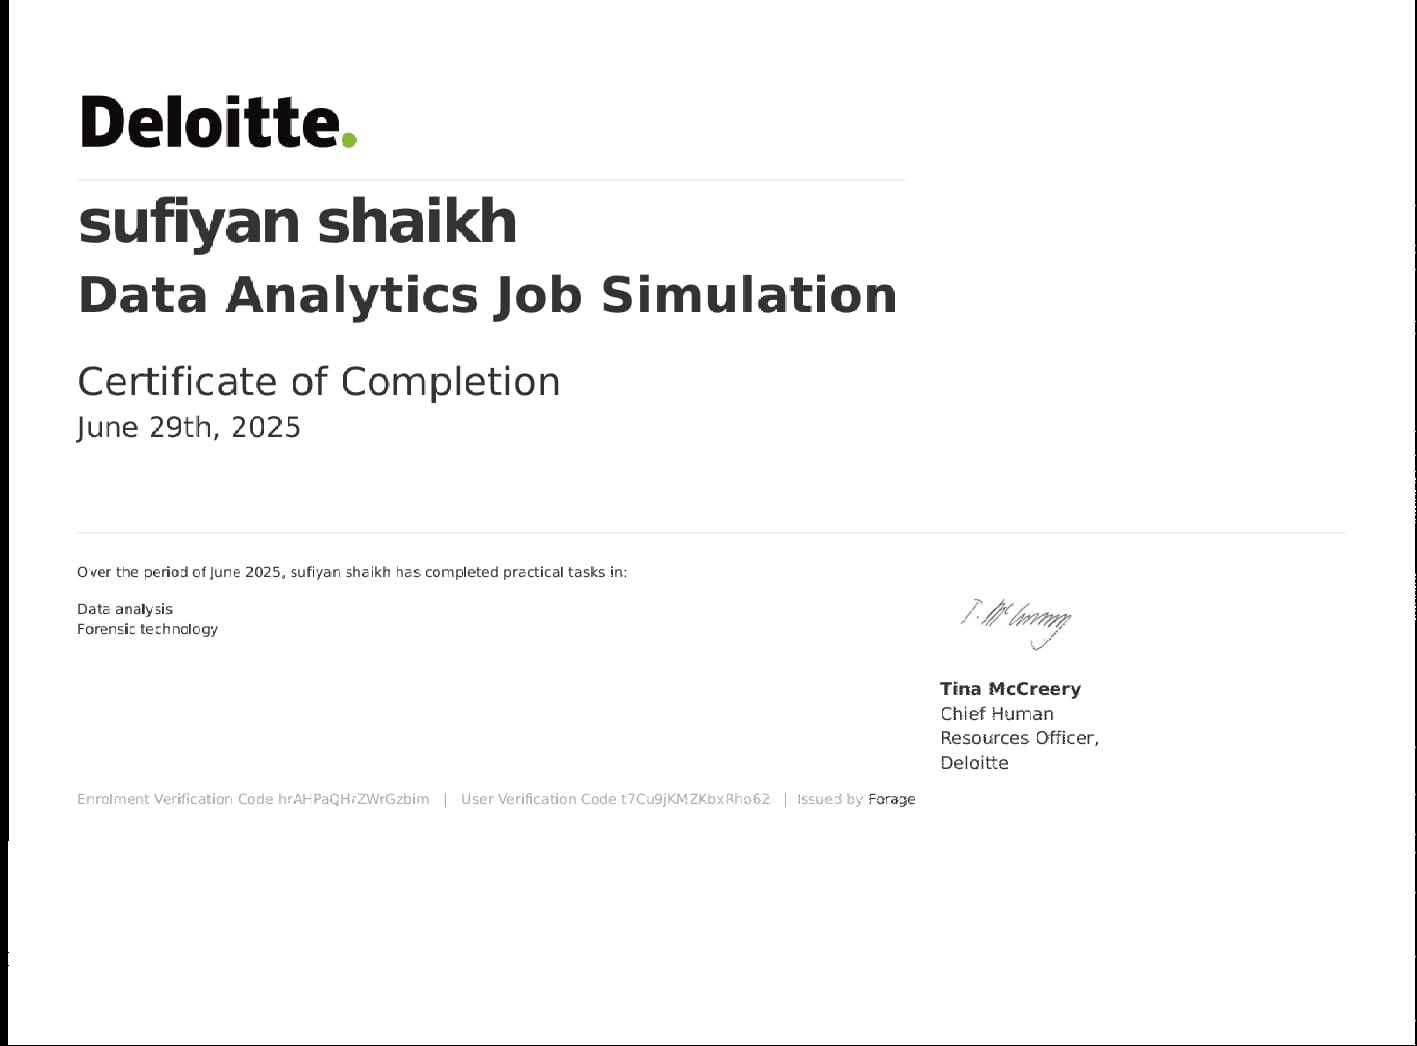 Deloitte.
sufiyan shaikh
Data Analytics Job Simulation
Certificate of Completion
June 29th, 2025
Over the period of June 2025, sufiyan shaikh has completed practical tasks in:
Data analysis
Forensic technology
T. McCreery
Tina McCreery
Chief Human
Resources Officer,
Deloitte
Enrolment Verification Code hrAHPaQHrZWrGzbim | User Verification Code t7Cu9jKMZKbxRho62 | Issued by Forage